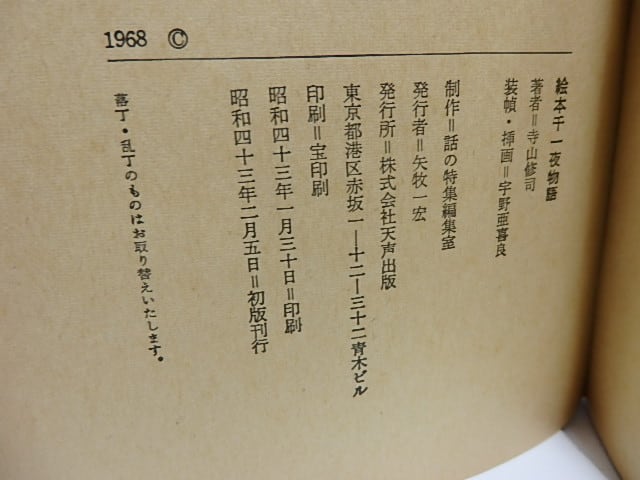 絵本千一夜物語
著者＝寺山修司
装幀・挿画＝宇野亜喜良
制作＝話の特集編集室
発行者＝矢牧一宏
発行所＝株式会社天声出版
東京都港区赤坂一―十二―三十二青木ビル
印刷＝宝印刷
昭和四十三年一月三十日＝印刷
昭和四十三年二月五日＝初版刊行
落丁・乱丁のものはお取り替えいたします。
1968 ©